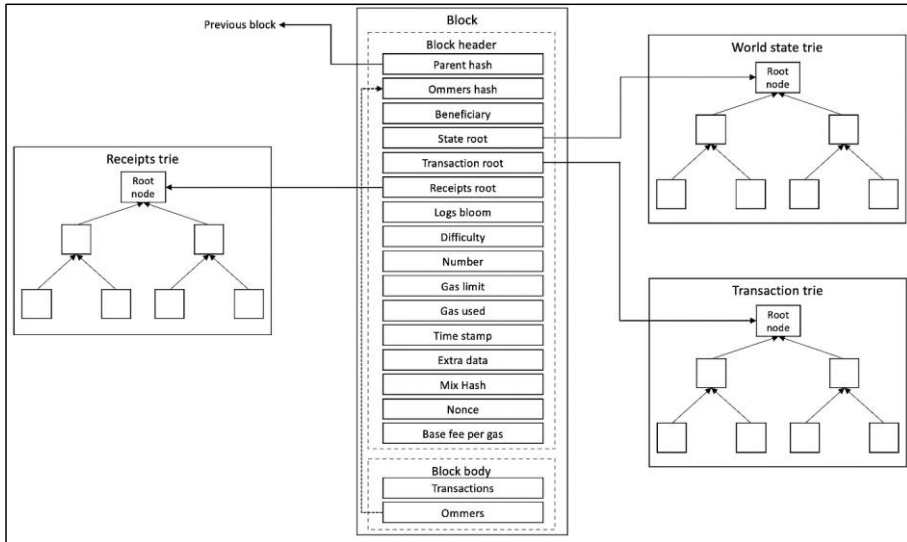 Block
Previous block
Block header
Parent hash
Ommers hash
Beneficiary
State root
Transaction root
Receipts root
Logs bloom
Difficulty
Number
Gas limit
Gas used
Time stamp
Extra data
Mix Hash
Nonce
Base fee per gas
Block body
Transactions
Ommers
Receipts trie
Root
node
World state trie
Root
node
Transaction trie
Root
node